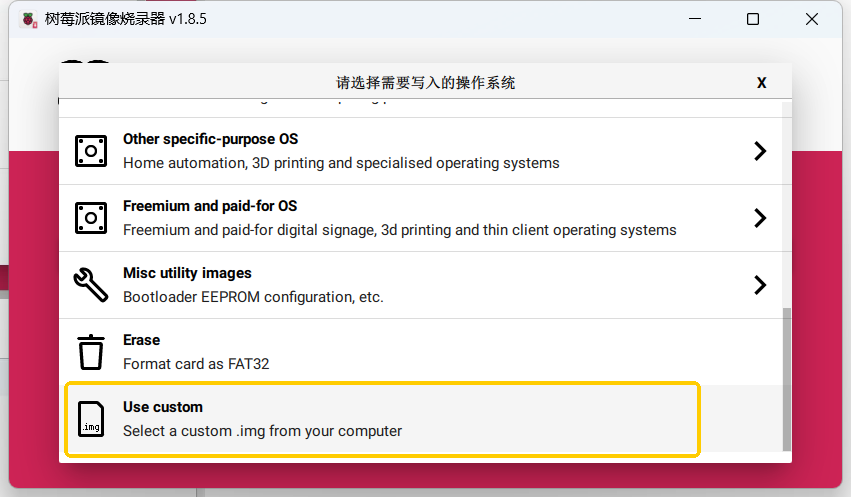 树莓派镜像烧录器 v1.8.5
请选择需要写入的操作系统
X
Other specific-purpose OS
Home automation, 3D printing and specialised operating systems
Freemium and paid-for OS
Freemium and paid-for digital signage, 3d printing and thin client operating systems
Misc utility images
Bootloader EEPROM configuration, etc.
Erase
Format card as FAT32
Use custom
.img
Select a custom .img from your computer